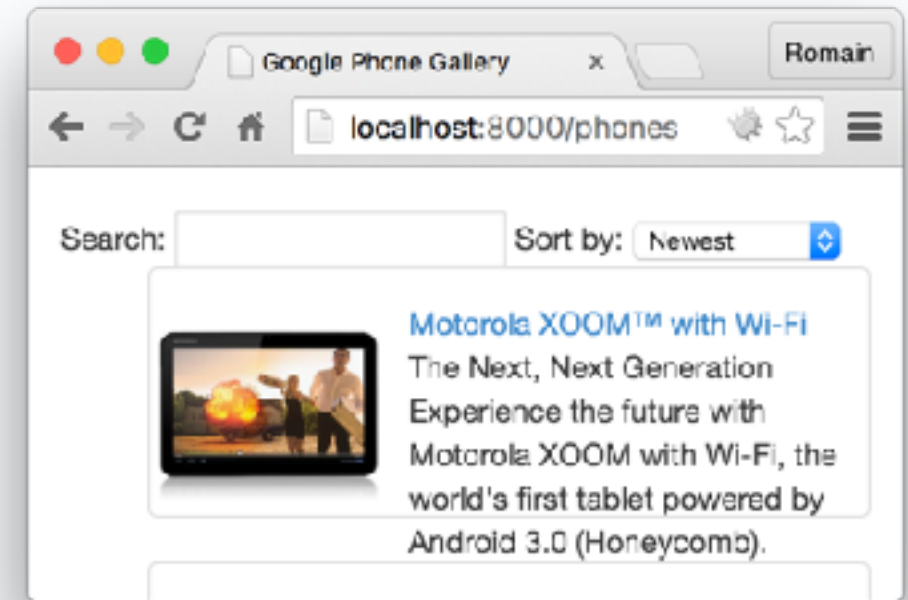 Google Phone Gallery
Romain
localhost:8000/phones
Search: Sort by: Newest
Motorola XOOM™ with Wi-Fi
The Next, Next Generation
Experience the future with
Motorola XOOM with Wi-Fi, the
world's first tablet powered by
Android 3.0 (Honeycomb).